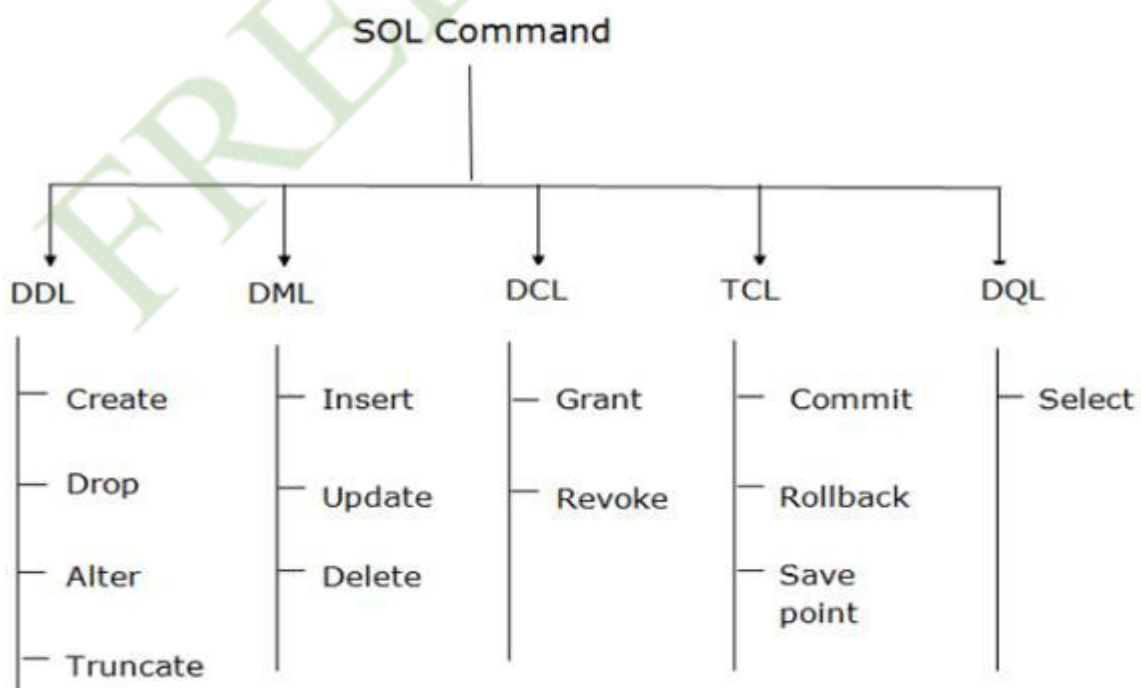 SOL Command
DDL
DML
DCL
TCL
DQL
Create
Drop
Alter
Truncate
Insert
Update
Delete
Grant
Revoke
Commit
Rollback
Save
point
Select